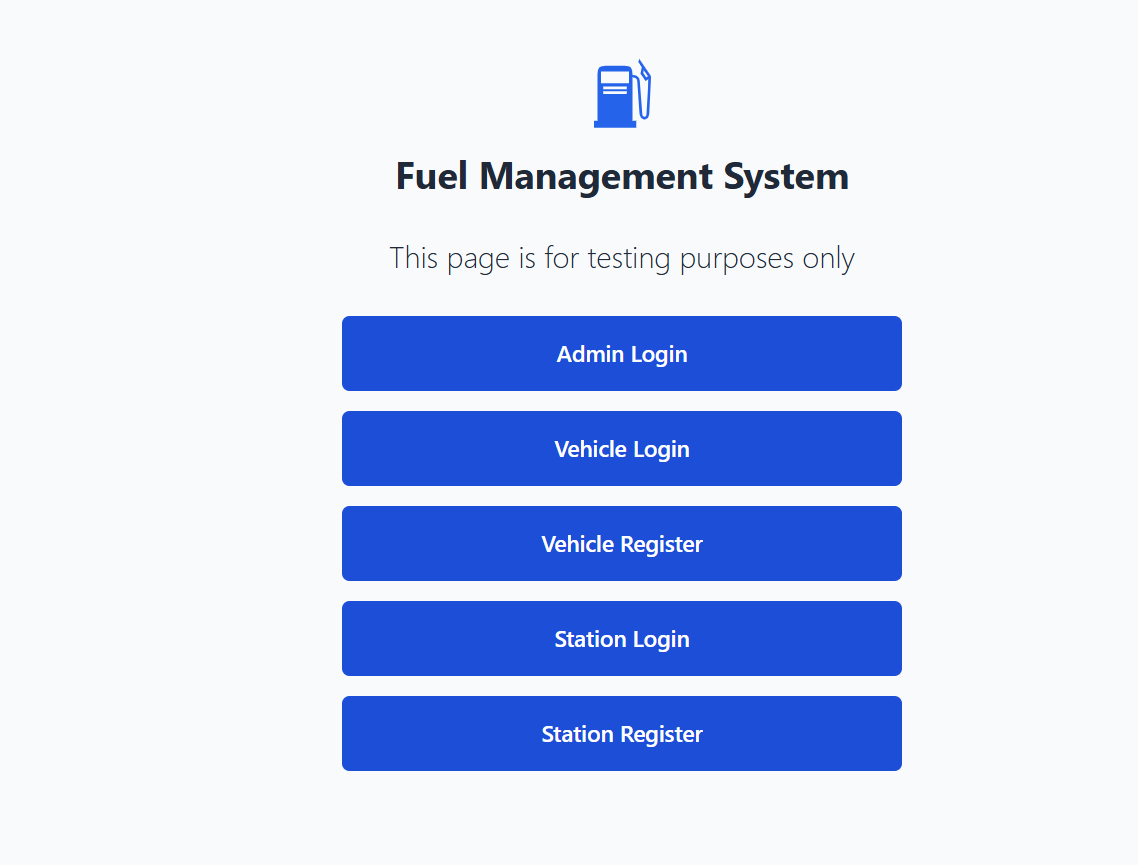 Fuel Management System
This page is for testing purposes only
Admin Login
Vehicle Login
Vehicle Register
Station Login
Station Register